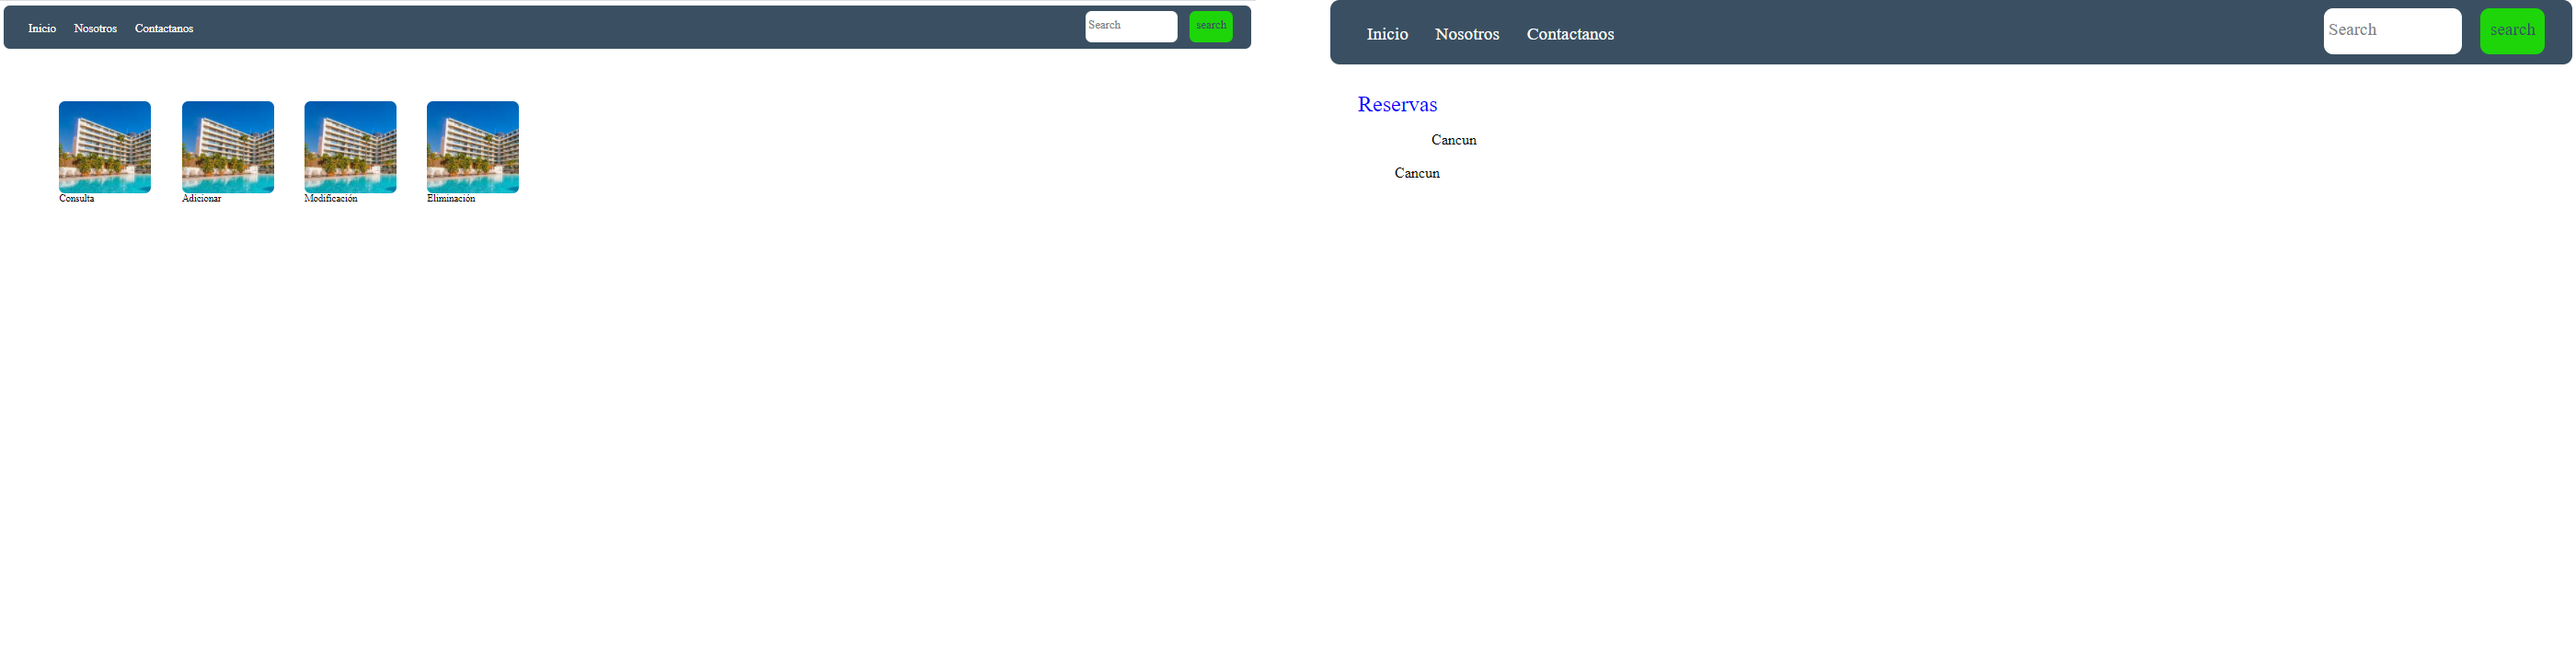 Inicio Nosotros Contactanos Search search
Consulta Adicionar Modificación Eliminación
Inicio Nosotros Contactanos Search search
Reservas
Cancun
Cancun